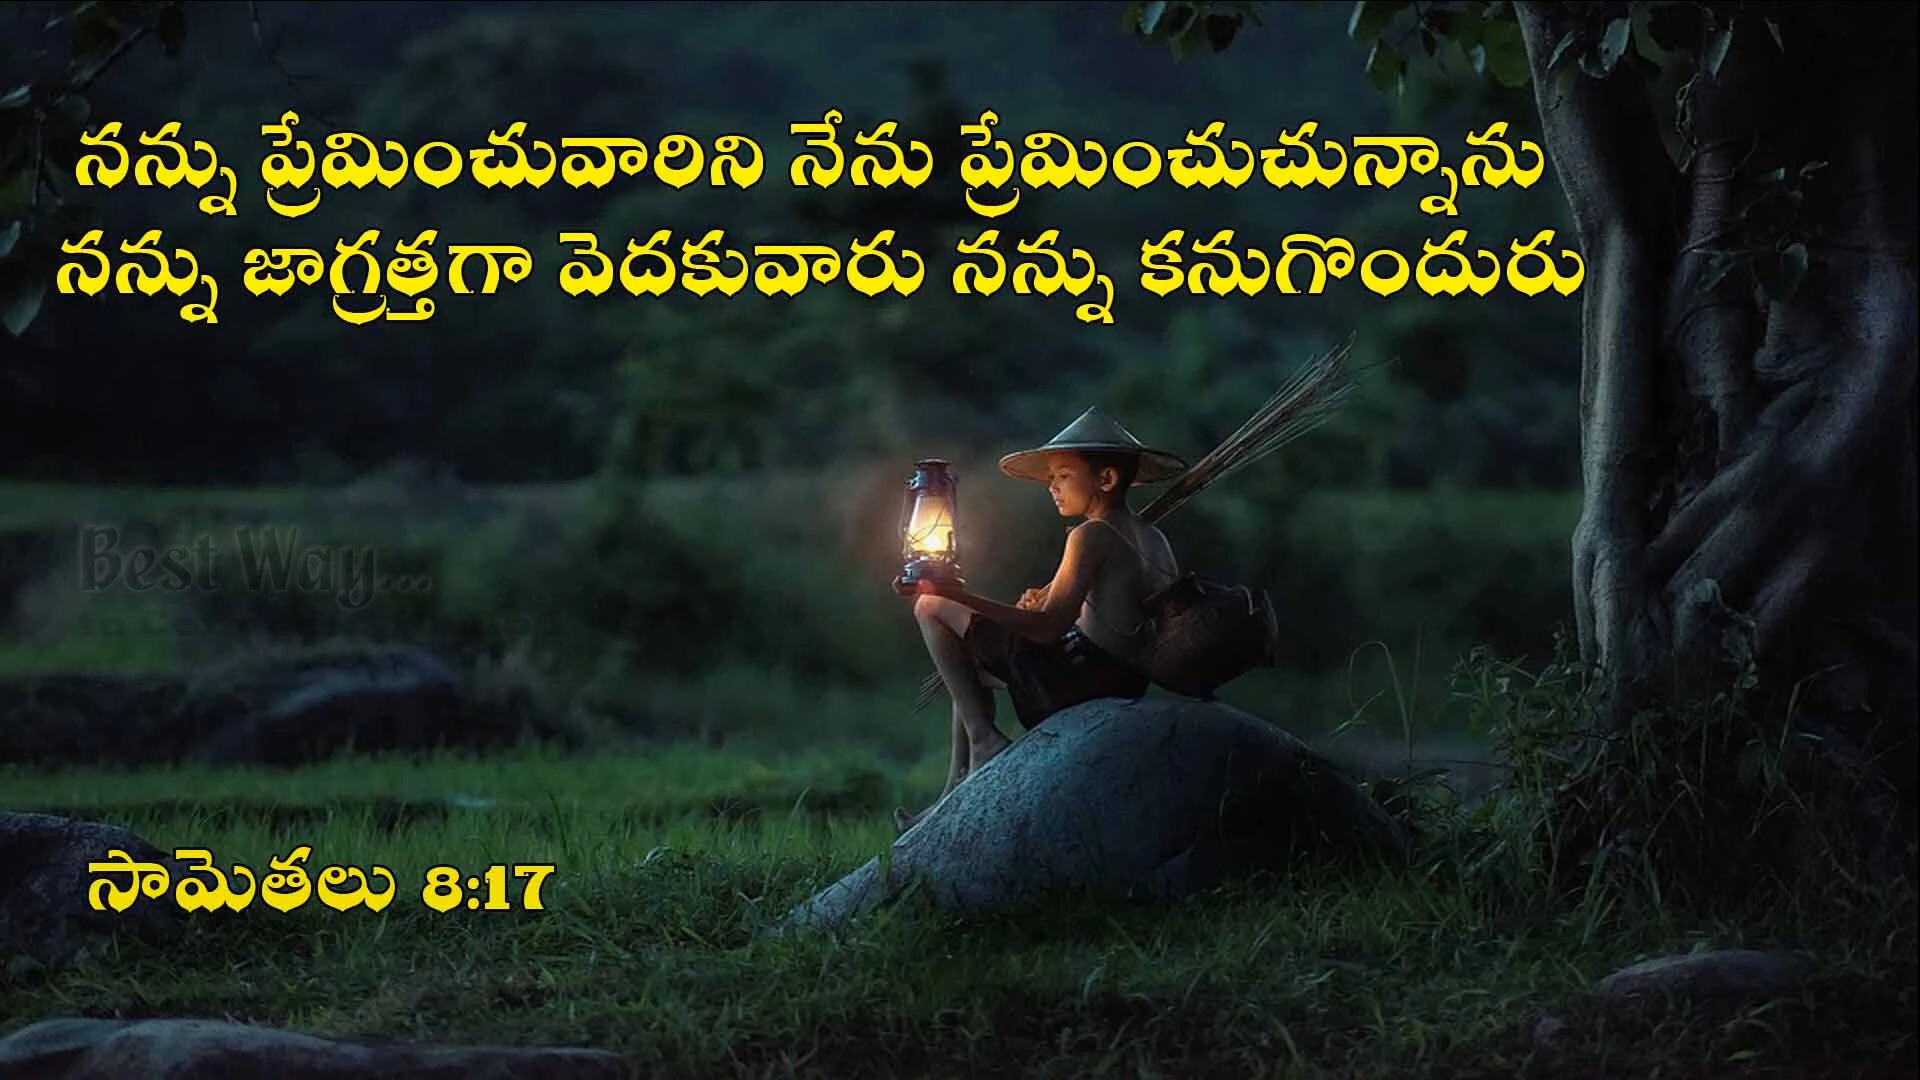 నన్ను ప్రేమించువారిని నేను ప్రేమించుచున్నాను
నన్ను జాగ్రత్తగా వెదకువారు నన్ను కనుగొందురు
Best Way...
సామెతలు 8:17